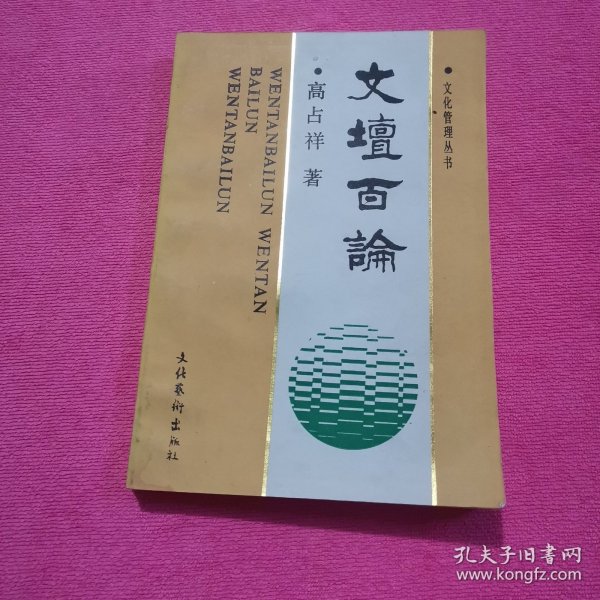 文化管理丛书
文壇百論
高占祥 著
WENTANBAILUN WENTAN
BAILUN
WENTANBAILUN
文化藝術出版社
孔夫子旧书网
www.kongfz.com